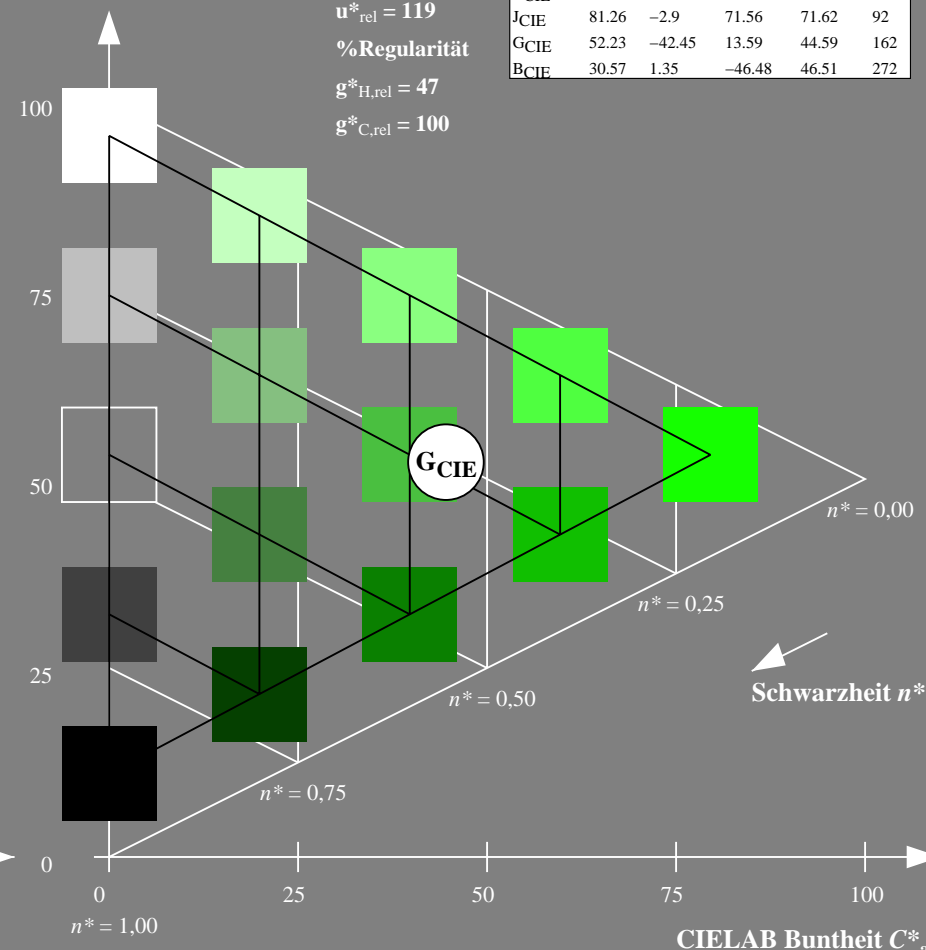 u*rel = 119
%Regularität
g*H,rel = 47
g*C,rel = 100
JCIE 81.26 −2.9 71.56 71.62 92
GCIE 52.23 −42.45 13.59 44.59 162
BCIE 30.57 1.35 −46.48 46.51 272
100
75
50
25
0
GCIE
n* = 0,00
n* = 0,25
Schwarzheit n*
n* = 0,50
n* = 0,75
0 25 50 75 100
n* = 1,00
CIELAB Buntheit C*